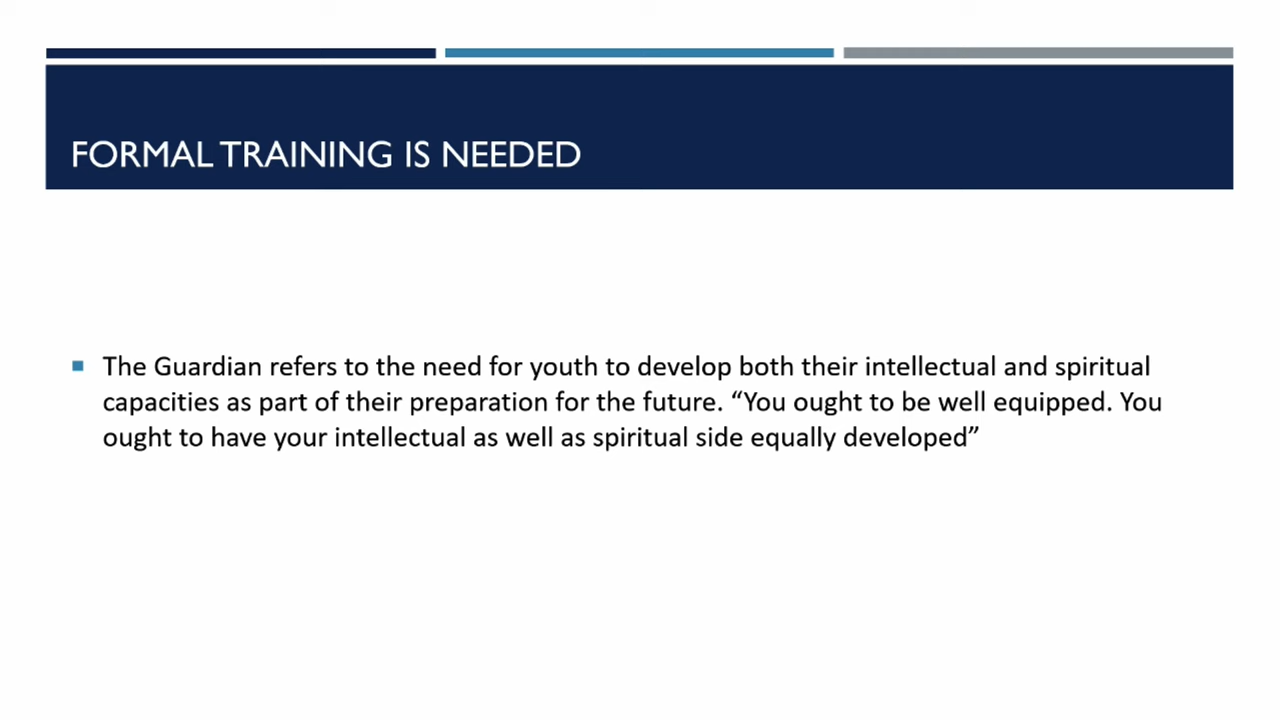 FORMAL TRAINING IS NEEDED
The Guardian refers to the need for youth to develop both their intellectual and spiritual
capacities as part of their preparation for the future. “You ought to be well equipped. You
ought to have your intellectual as well as spiritual side equally developed”